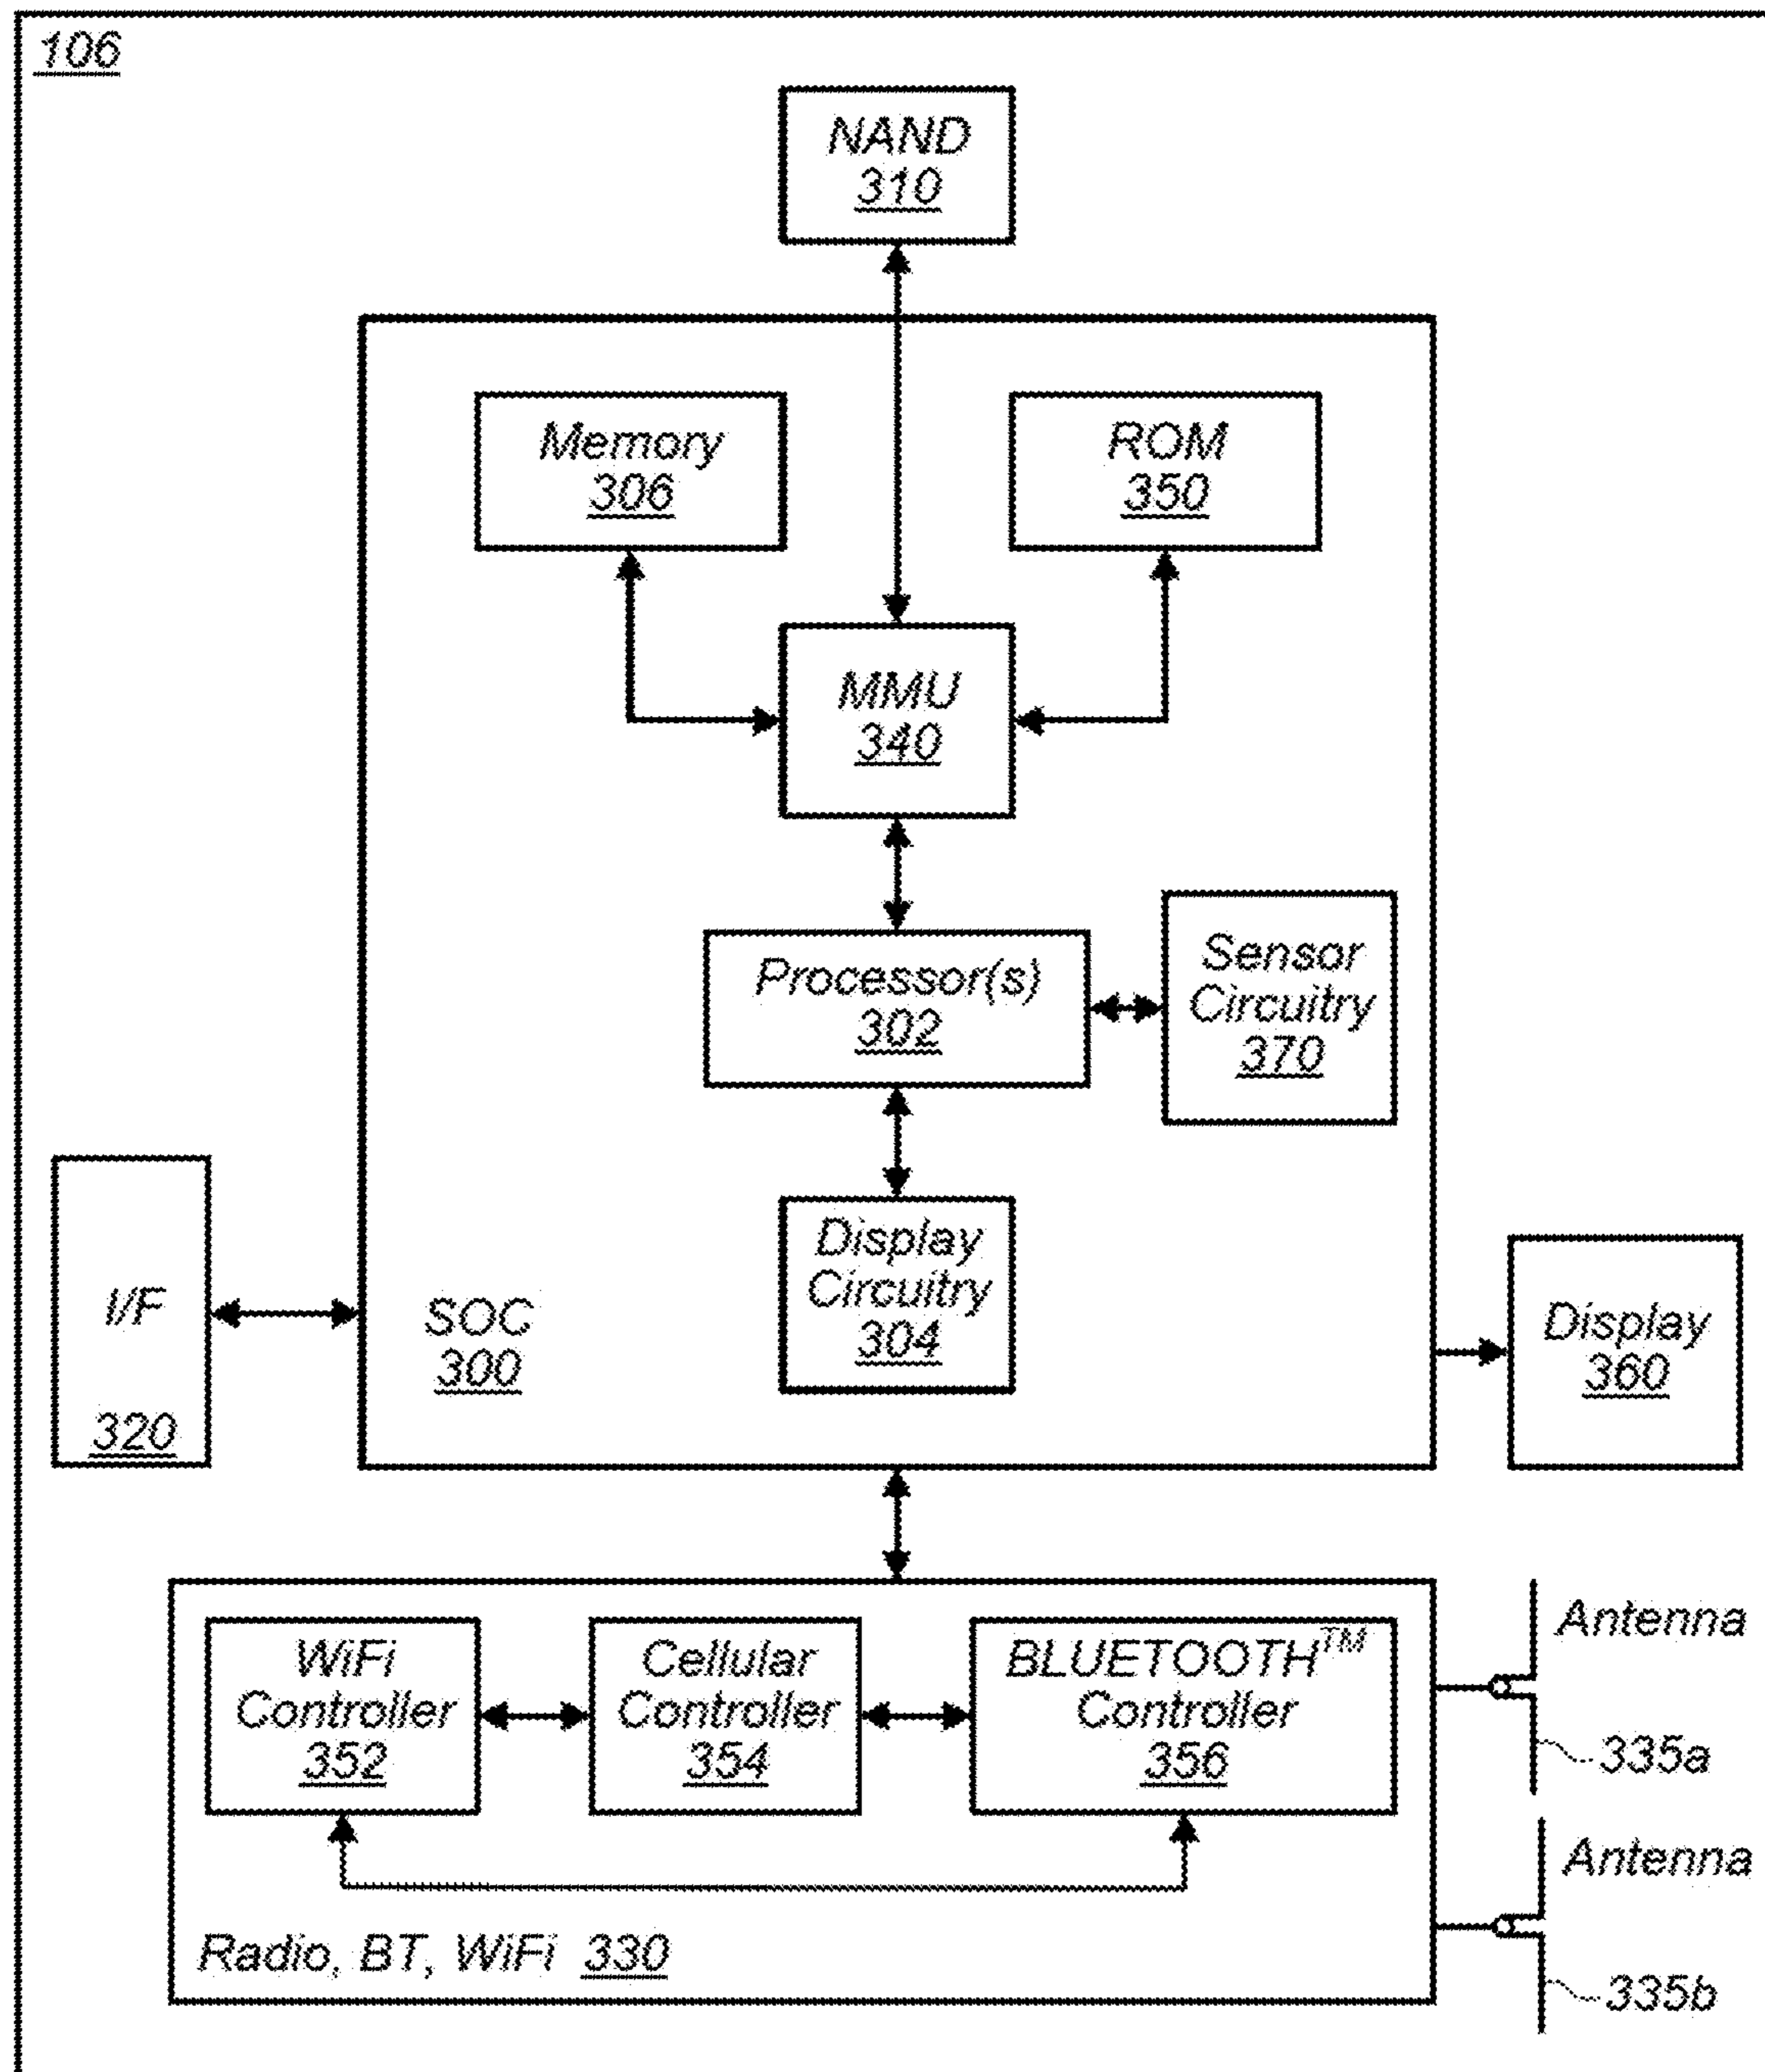 106
NAND
310
Memory
306
ROM
350
MMU
340
Processor(s)
302
Sensor
Circuitry
370
Display
Circuitry
304
I/F
320
SOC
300
Display
360
WiFi
Controller
352
Cellular
Controller
354
BLUETOOTH™
Controller
356
Radio, BT, WiFi 330
Antenna
335a
Antenna
335b